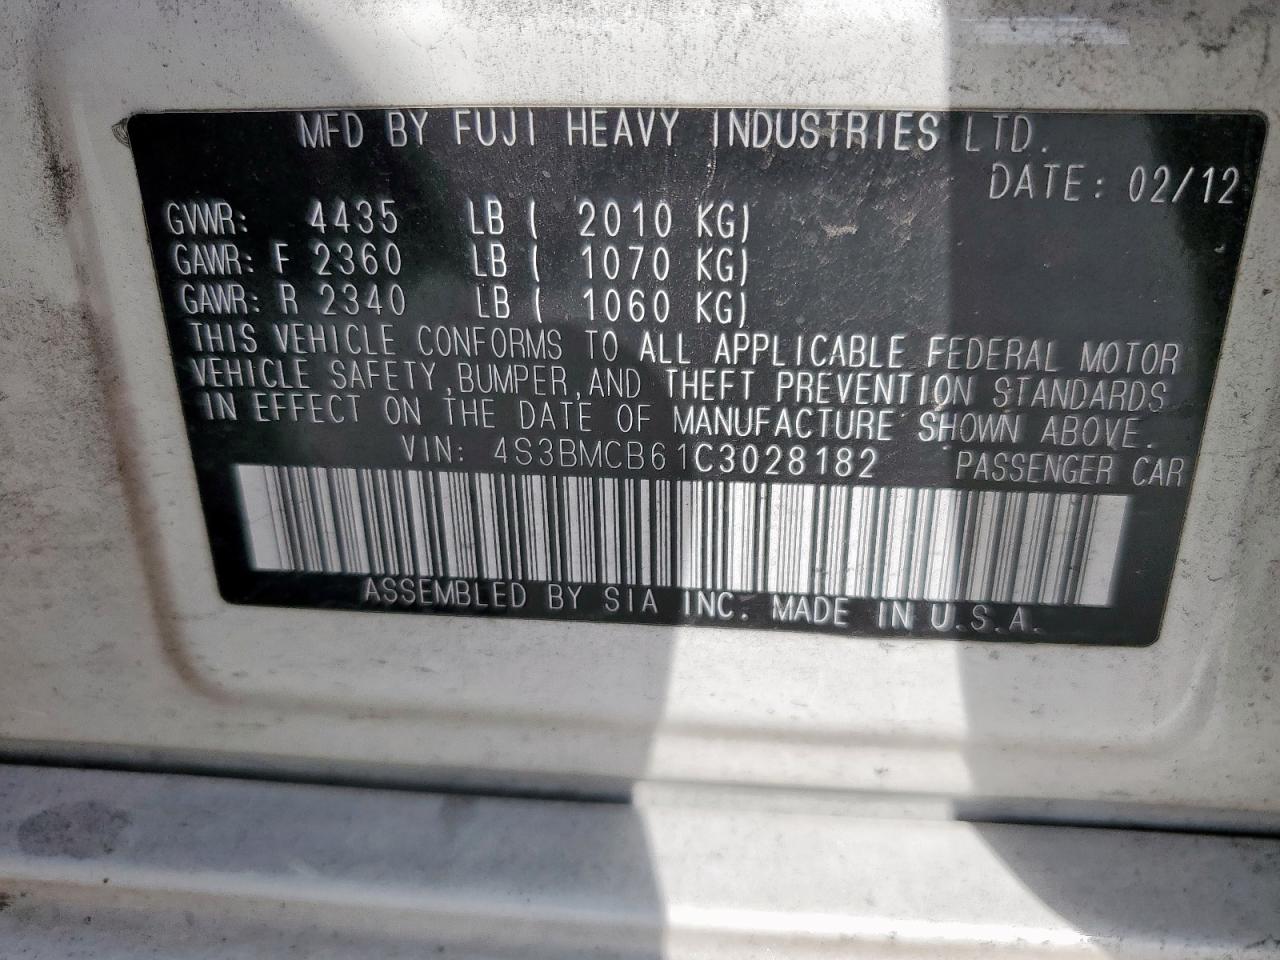 MFD BY FUJI HEAVY INDUSTRIES LTD.
DATE: 02/12
GVWR: 4435 LB ( 2010 KG)
GAWR: F 2360 LB ( 1070 KG)
GAWR: R 2340 LB ( 1060 KG)
THIS VEHICLE CONFORMS TO ALL APPLICABLE FEDERAL MOTOR
VEHICLE SAFETY,BUMPER,AND THEFT PREVENTION STANDARDS
IN EFFECT ON THE DATE OF MANUFACTURE SHOWN ABOVE.
VIN: 4S3BMCB61C3028182 PASSENGER CAR
ASSEMBLED BY SIA INC. MADE IN U.S.A.